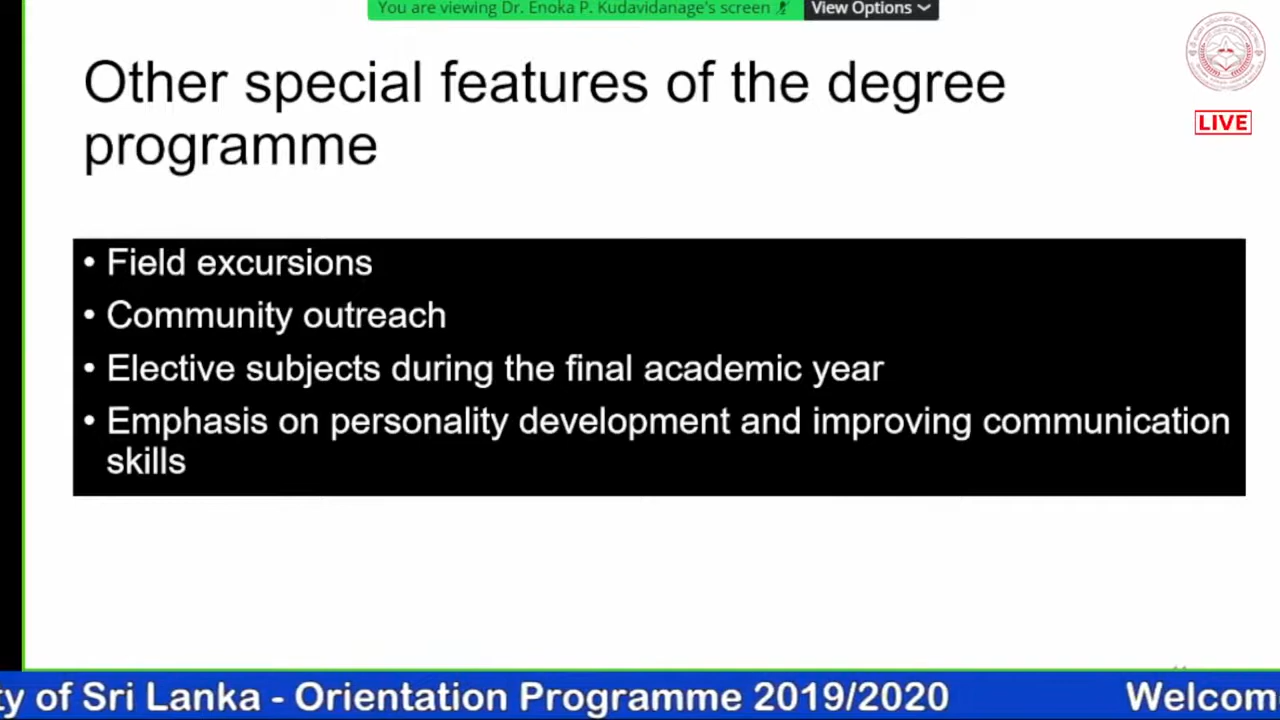 You are viewing Dr. Enoka P. Kudavidanage's screen
View Options
Other special features of the degree
programme
LIVE
• Field excursions
• Community outreach
• Elective subjects during the final academic year
• Emphasis on personality development and improving communication
skills
ty of Sri Lanka - Orientation Programme 2019/2020
Welcom